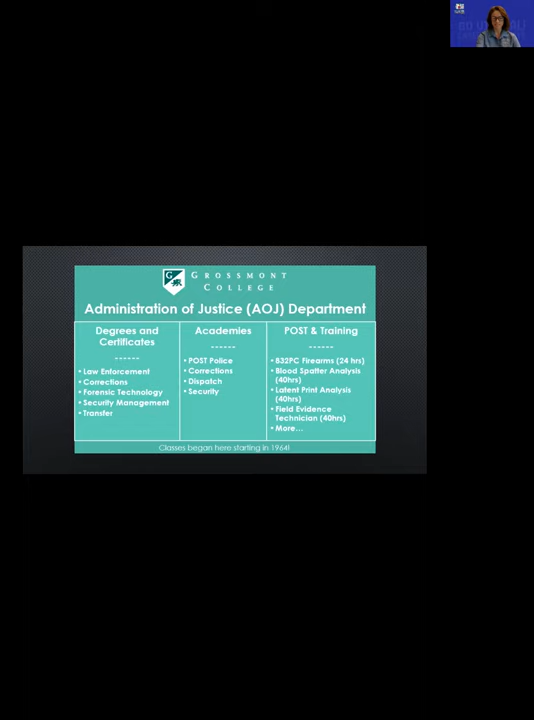 GROSSMONT
COLLEGE
Administration of Justice (AOJ) Department
Degrees and
Certificates
------
• Law Enforcement
• Corrections
• Forensic Technology
• Security Management
• Transfer
Academies
------
• POST Police
• Corrections
• Dispatch
• Security
POST & Training
------
• 832PC Firearms (24 hrs)
• Blood Spatter Analysis
(40hrs)
• Latent Print Analysis
(40hrs)
• Field Evidence
Technician (40hrs)
• More...
Classes began here starting in 1964!